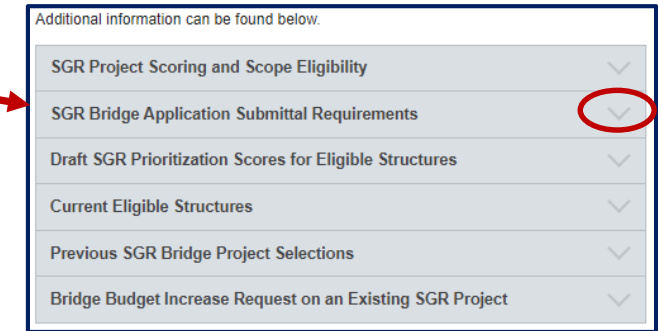 Additional information can be found below.
SGR Project Scoring and Scope Eligibility
SGR Bridge Application Submittal Requirements
Draft SGR Prioritization Scores for Eligible Structures
Current Eligible Structures
Previous SGR Bridge Project Selections
Bridge Budget Increase Request on an Existing SGR Project